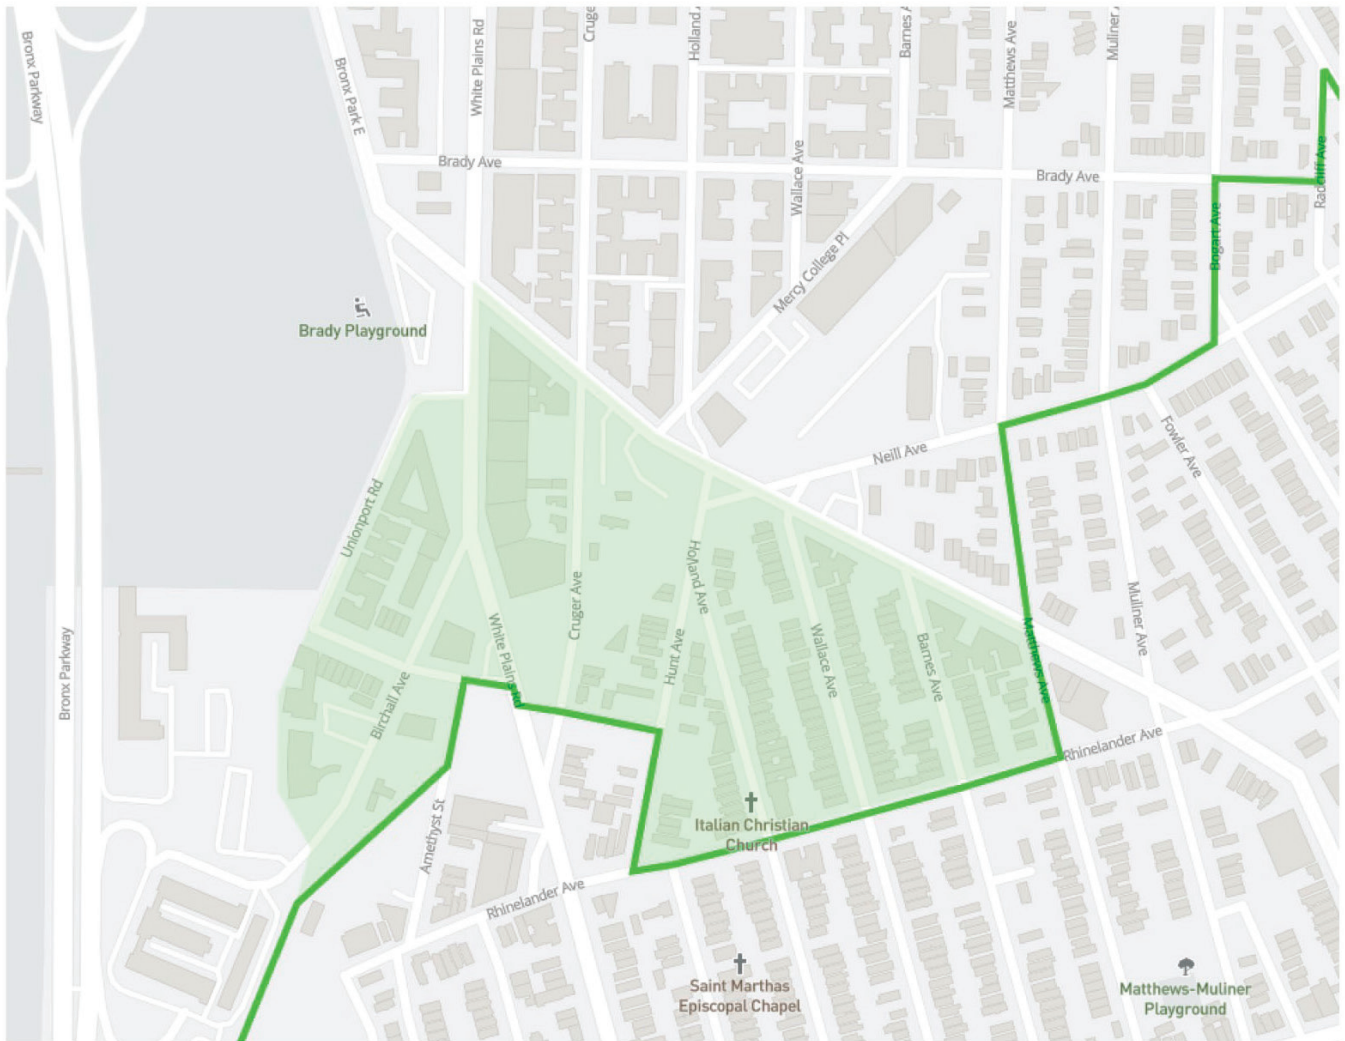 Bronx Parkway
Bronx Park E
White Plains Rd
Cruge
Holland A
Barnes A
Matthews Ave
Muliner A
Brady Ave
Wallace Ave
Brady Ave
Radcliff Ave
Bogart Ave
Mercy College Pl
Brady Playground
Neill Ave
Fowler Ave
Unionport Rd
Holland Ave
Cruger Ave
White Plains Rd
Hunt Ave
Wallace Ave
Barnes Ave
Matthews Ave
Muliner Ave
Bronx Parkway
Birchall Ave
Rhinelander Ave
Amethyst St
Italian Christian
Church
Rhinelander Ave
Saint Marthas
Episcopal Chapel
Matthews-Muliner
Playground